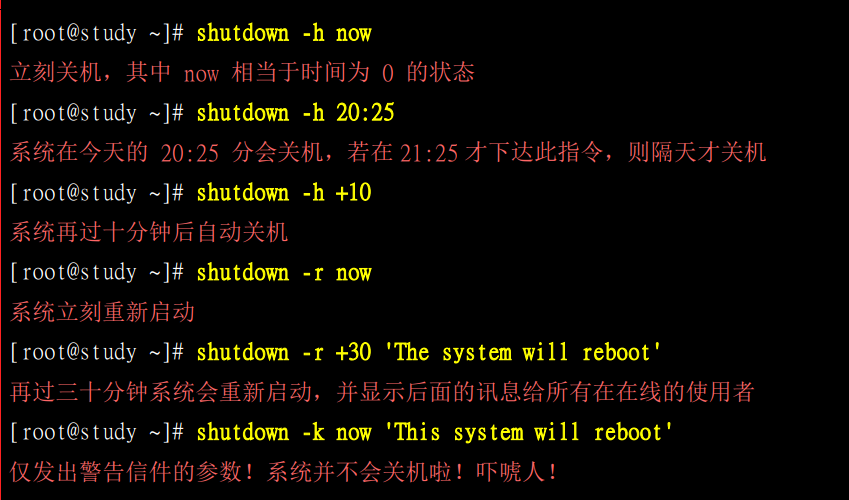 [root@study ~]# shutdown -h now
立刻关机，其中 now 相当于时间为 0 的状态
[root@study ~]# shutdown -h 20:25
系统在今天的 20:25 分会关机，若在21:25才下达此指令，则隔天才关机
[root@study ~]# shutdown -h +10
系统再过十分钟后自动关机
[root@study ~]# shutdown -r now
系统立刻重新启动
[root@study ~]# shutdown -r +30 'The system will reboot'
再过三十分钟系统会重新启动，并显示后面的讯息给所有在在线的使用者
[root@study ~]# shutdown -k now 'This system will reboot'
仅发出警告信件的参数！系统并不会关机啦！吓唬人！